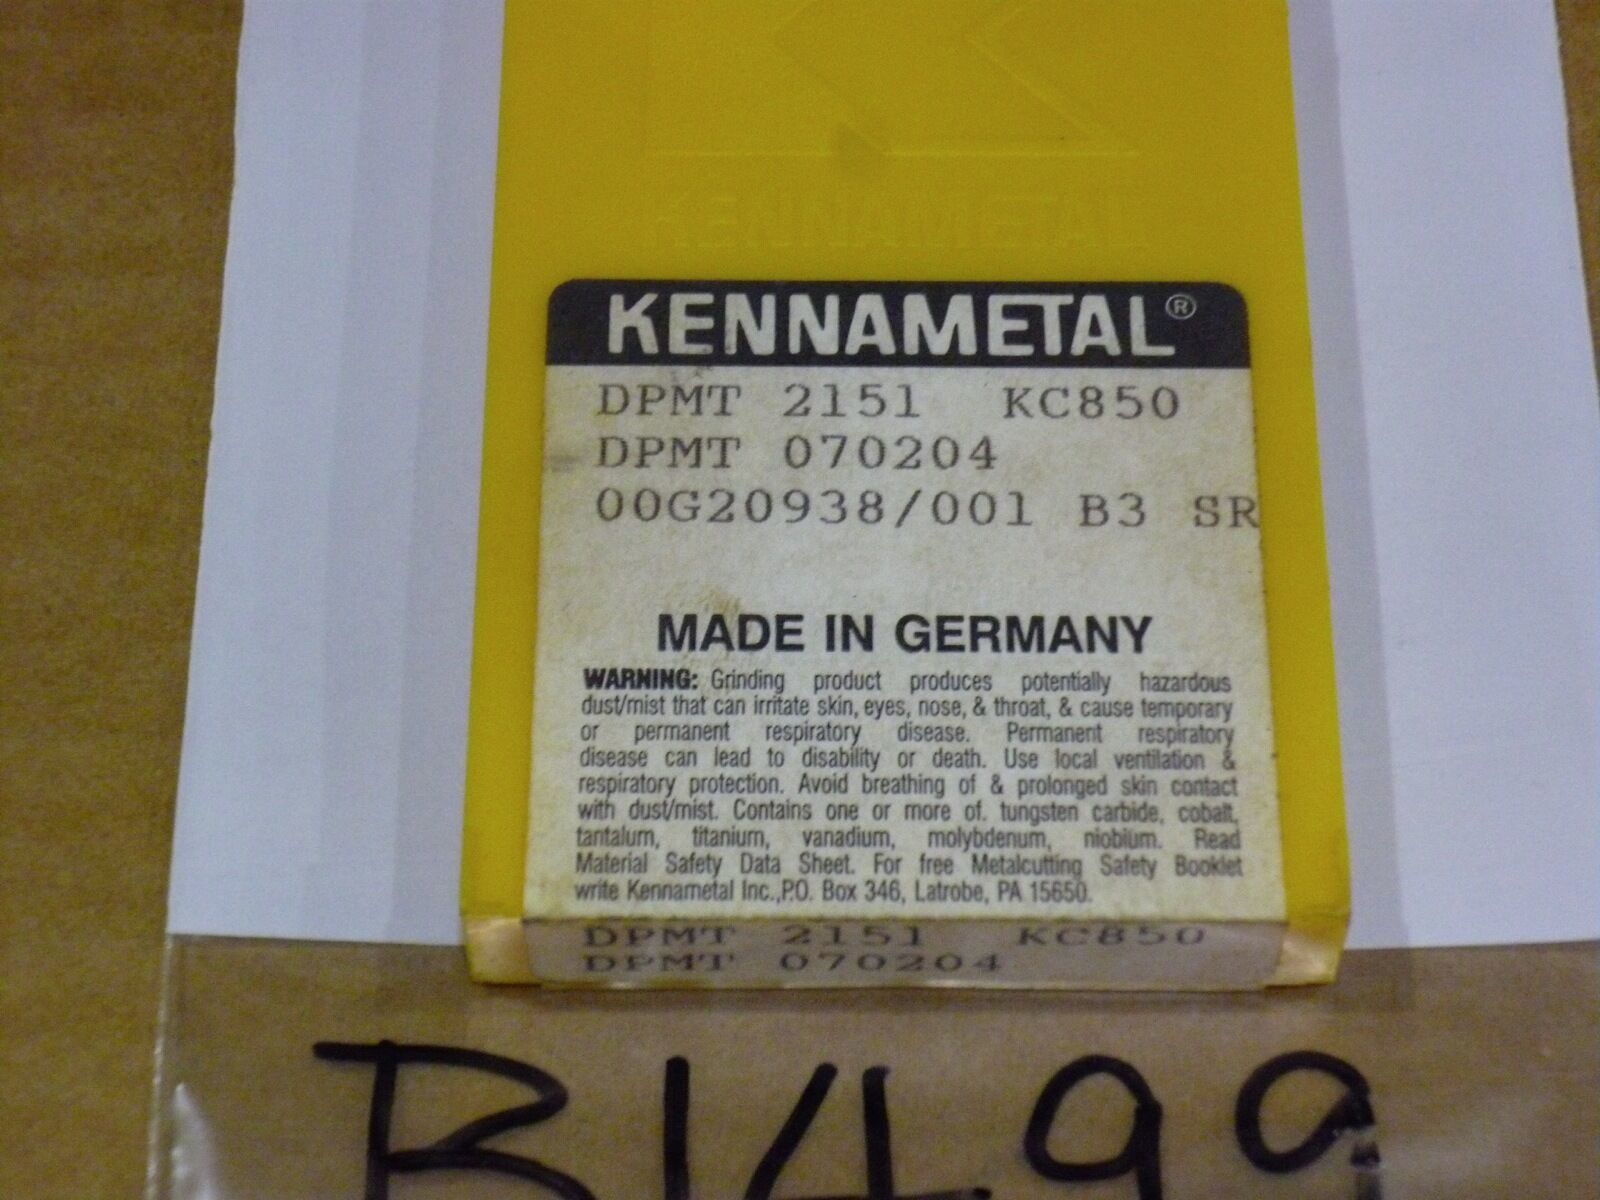 KENNAMETAL
KENNAMETAL®
DPMT 2151 KC850
DPMT 070204
00G20938/001 B3 SR
MADE IN GERMANY
WARNING: Grinding product produces potentially hazardous
dust/mist that can irritate skin, eyes, nose, & throat, & cause temporary
or permanent respiratory disease. Permanent respiratory
disease can lead to disability or death. Use local ventilation &
respiratory protection. Avoid breathing of & prolonged skin contact
with dust/mist. Contains one or more of. tungsten carbide, cobalt,
tantalum, titanium, vanadium, molybdenum, niobium. Read
Material Safety Data Sheet. For free Metalcutting Safety Booklet
write Kennametal Inc.,P.O. Box 346, Latrobe, PA 15650.
DPMT 2151 KC850
DPMT 070204
B1499